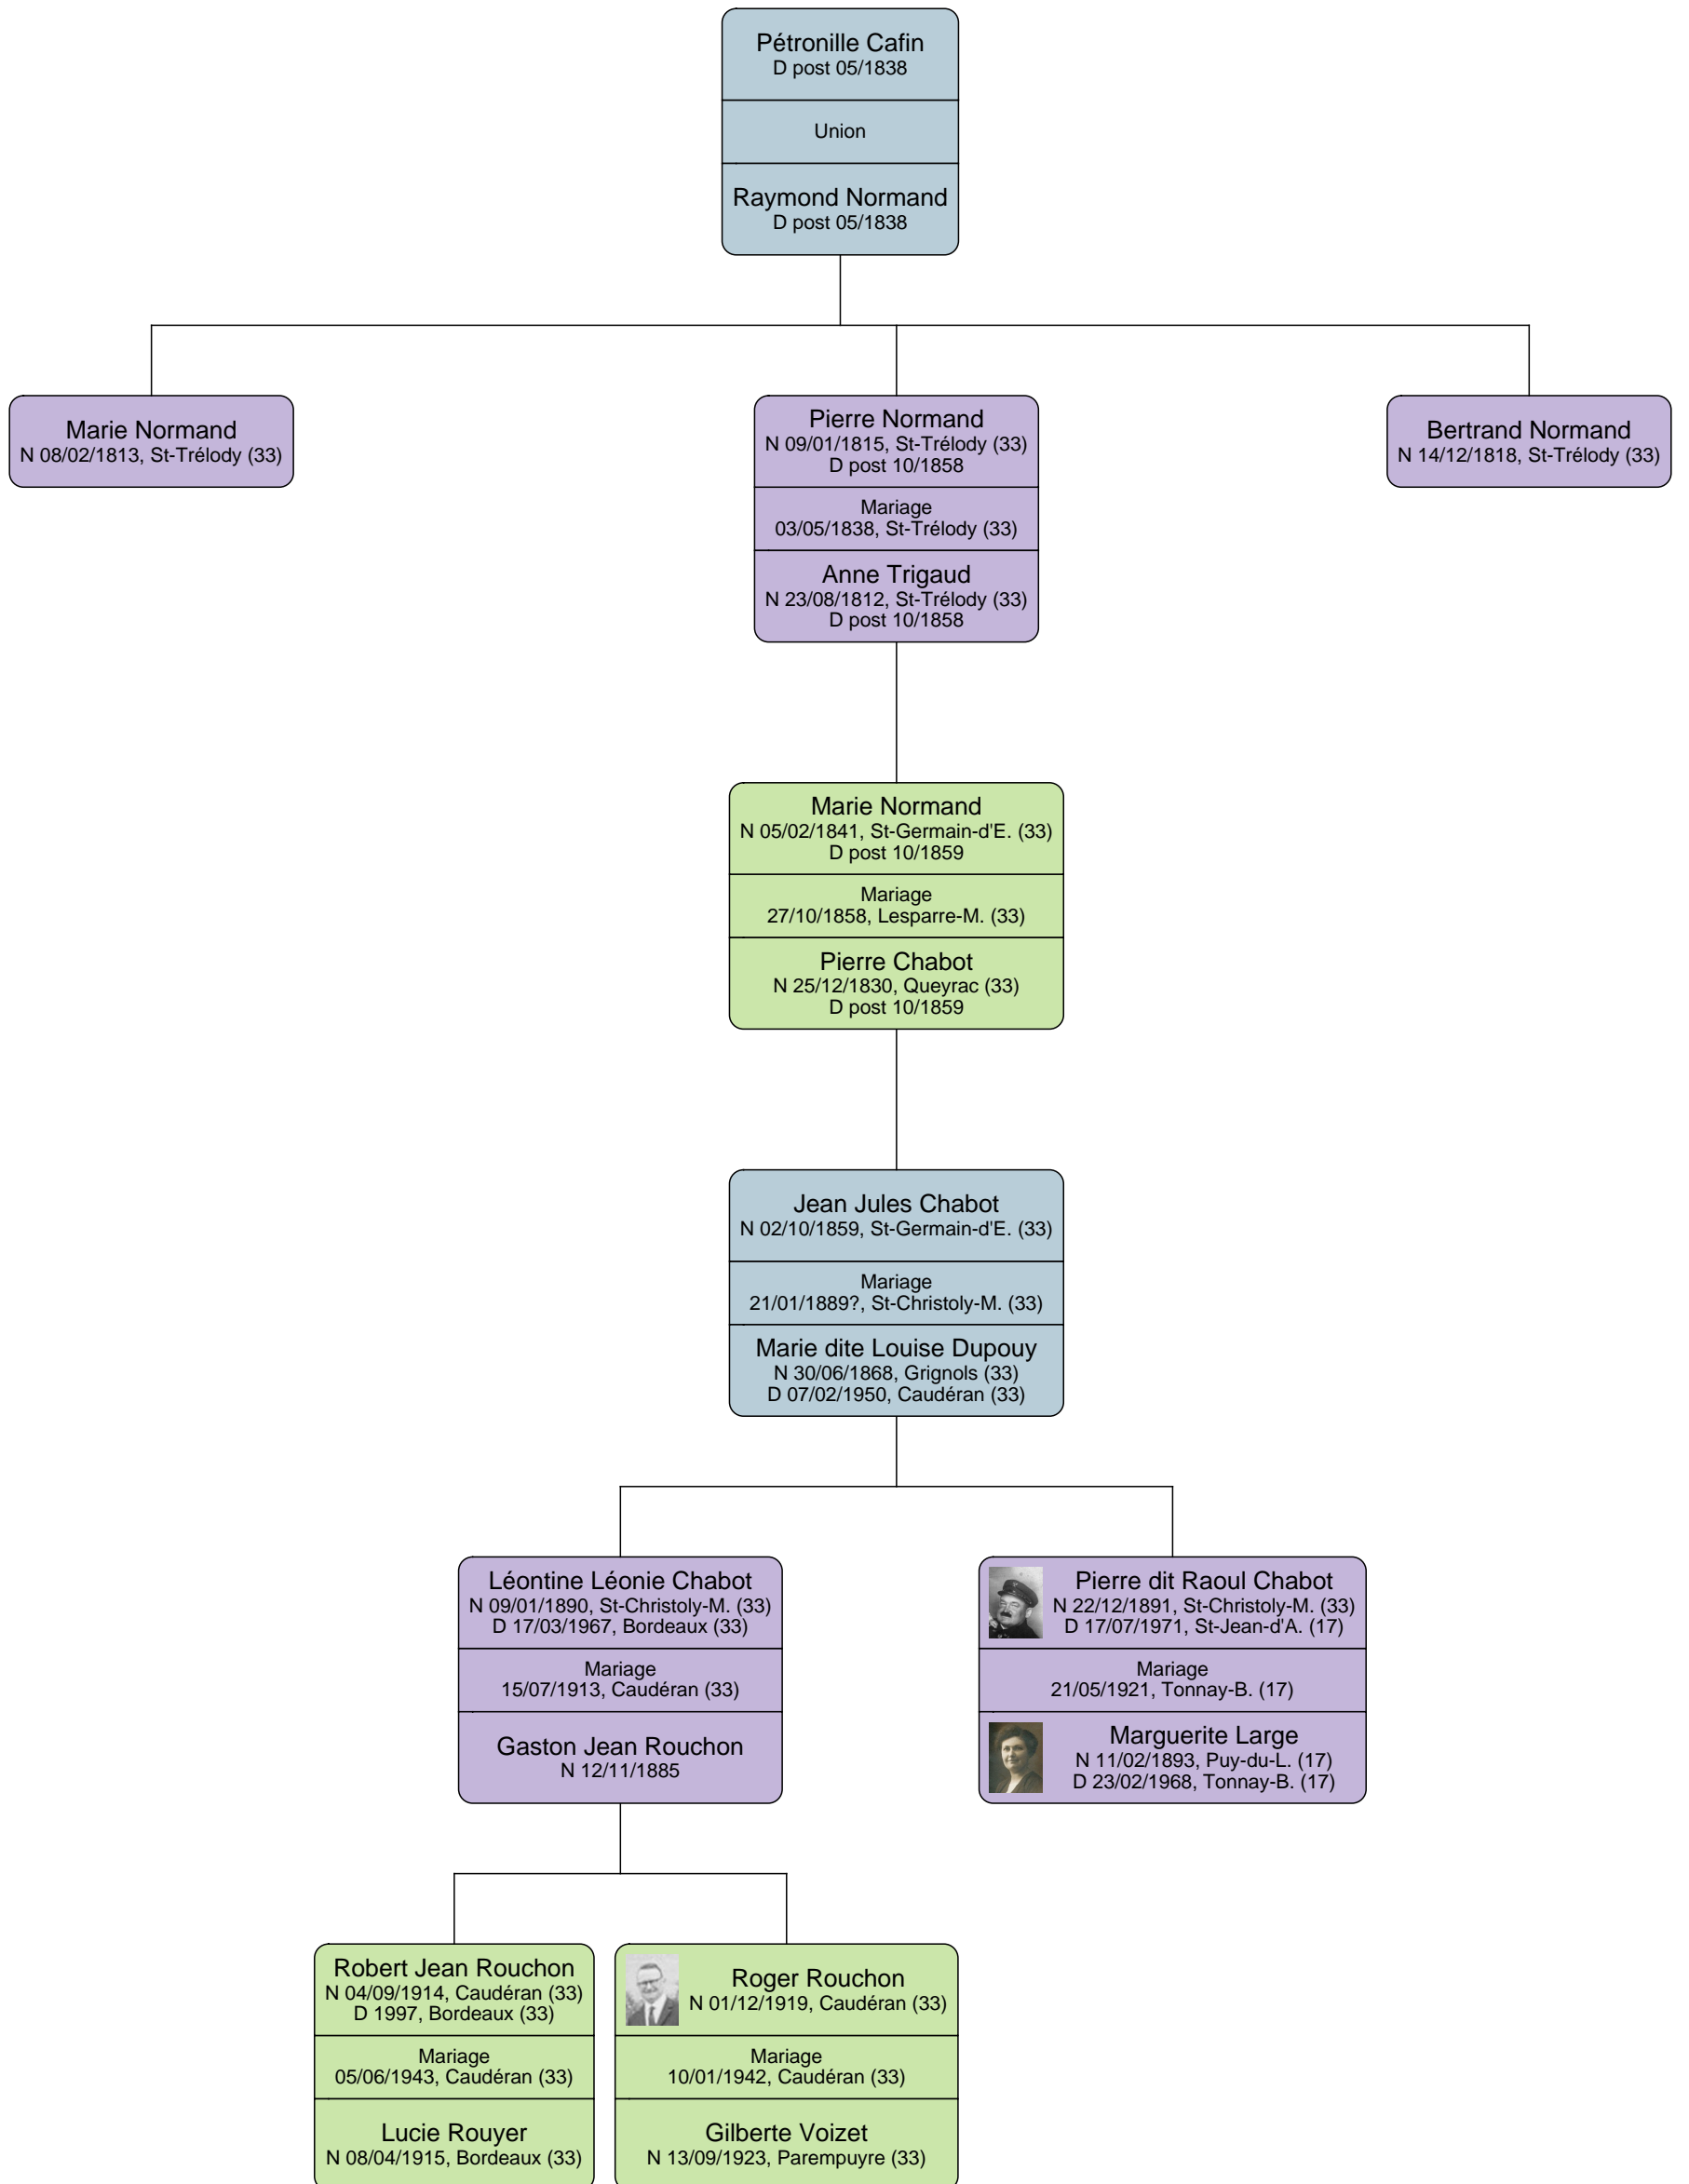 Pétronille Cafin
D post 05/1838
Union
Raymond Normand
D post 05/1838
Marie Normand
N 08/02/1813, St-Trélody (33)
Pierre Normand
N 09/01/1815, St-Trélody (33)
D post 10/1858
Mariage
03/05/1838, St-Trélody (33)
Anne Trigaud
N 23/08/1812, St-Trélody (33)
D post 10/1858
Bertrand Normand
N 14/12/1818, St-Trélody (33)
Marie Normand
N 05/02/1841, St-Germain-d'E. (33)
D post 10/1859
Mariage
27/10/1858, Lesparre-M. (33)
Pierre Chabot
N 25/12/1830, Queyrac (33)
D post 10/1859
Jean Jules Chabot
N 02/10/1859, St-Germain-d'E. (33)
Mariage
21/01/1889?, St-Christoly-M. (33)
Marie dite Louise Dupouy
N 30/06/1868, Grignols (33)
D 07/02/1950, Caudéran (33)
Léontine Léonie Chabot
N 09/01/1890, St-Christoly-M. (33)
D 17/03/1967, Bordeaux (33)
Mariage
15/07/1913, Caudéran (33)
Gaston Jean Rouchon
N 12/11/1885
Pierre dit Raoul Chabot
N 22/12/1891, St-Christoly-M. (33)
D 17/07/1971, St-Jean-d'A. (17)
Mariage
21/05/1921, Tonnay-B. (17)
Marguerite Large
N 11/02/1893, Puy-du-L. (17)
D 23/02/1968, Tonnay-B. (17)
Robert Jean Rouchon
N 04/09/1914, Caudéran (33)
D 1997, Bordeaux (33)
Mariage
05/06/1943, Caudéran (33)
Lucie Rouyer
N 08/04/1915, Bordeaux (33)
Roger Rouchon
N 01/12/1919, Caudéran (33)
Mariage
10/01/1942, Caudéran (33)
Gilberte Voizet
N 13/09/1923, Parempuyre (33)